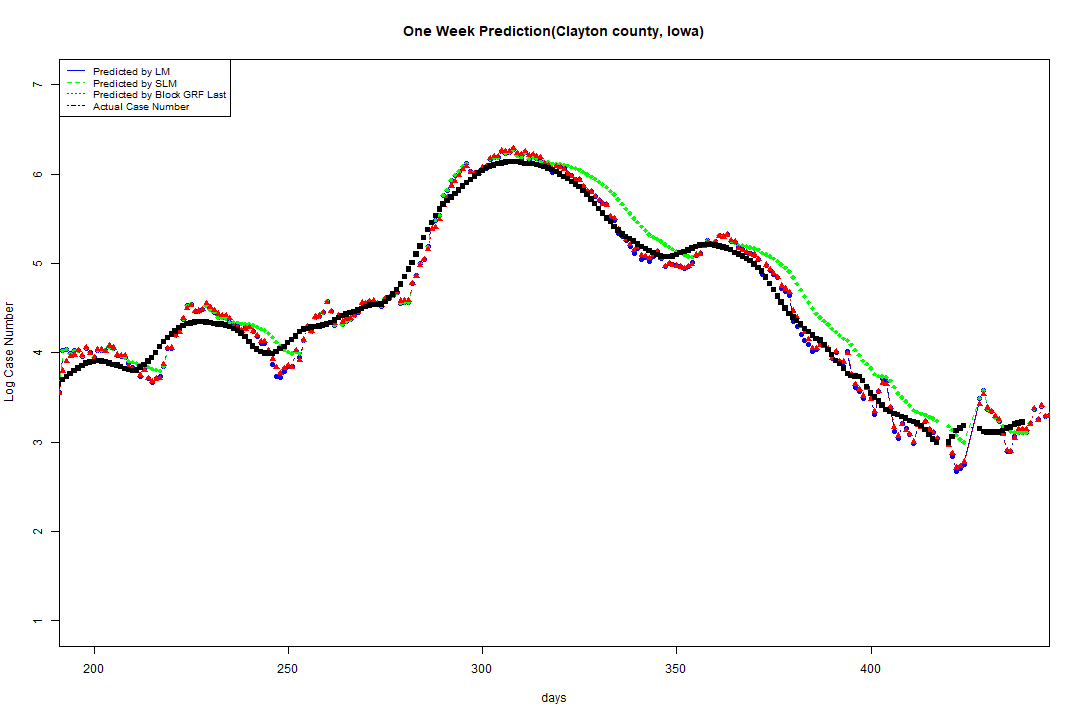 One Week Prediction(Clayton county, Iowa)
Predicted by LM
Predicted by SLM
Predicted by Block GRF Last
Actual Case Number
7
6
5
4
3
2
1
Log Case Number
200 250 300 350 400
days